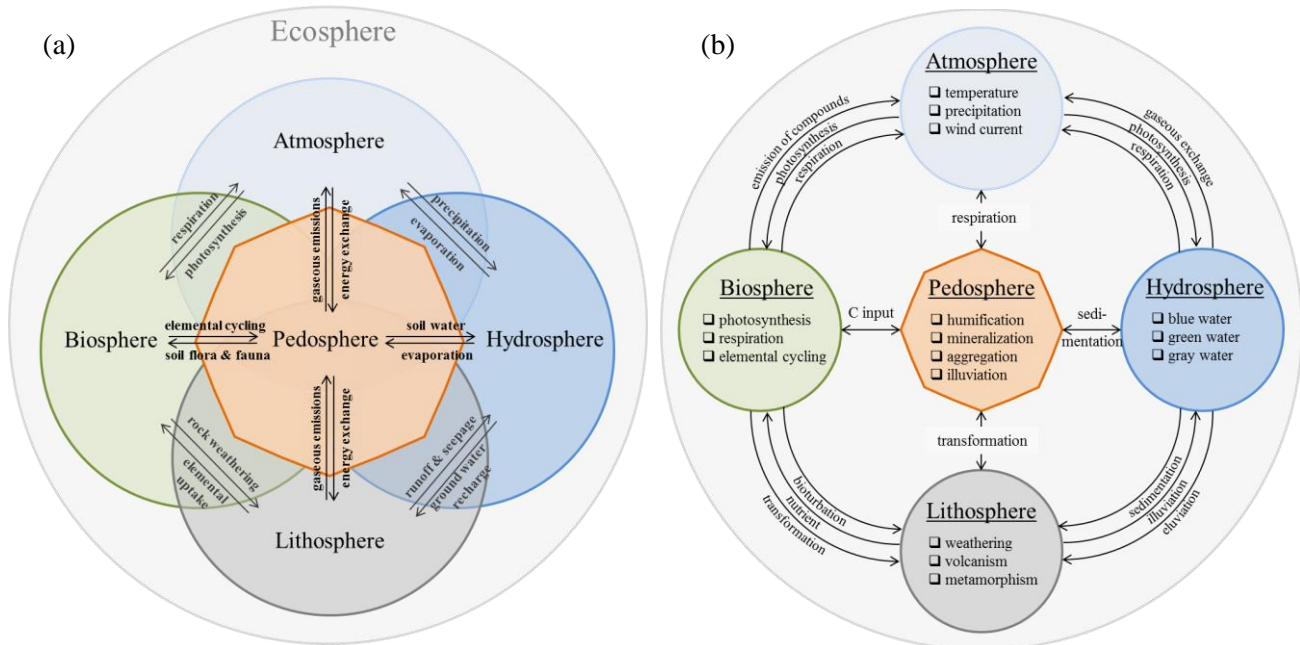 (a)
Ecosphere
Atmosphere
respiration
photosynthesis
gaseous emissions
energy exchange
precipitation
evaporation
Biosphere
elemental cycling
soil flora & fauna
Pedosphere
soil water
evaporation
Hydrosphere
rock weathering
elemental
uptake
gaseous emissions
energy exchange
runoff & seepage
ground water
recharge
Lithosphere
(b)
Atmosphere
❑ temperature
❑ precipitation
❑ wind current
emission of compounds
photosynthesis
respiration
gaseous exchange
photosynthesis
respiration
respiration
Biosphere
❑ photosynthesis
❑ respiration
❑ elemental cycling
C input
Pedosphere
❑ humification
❑ mineralization
❑ aggregation
❑ illuviation
sedi-
mentation
Hydrosphere
❑ blue water
❑ green water
❑ gray water
transformation
bioturbation
nutrient
transformation
sedimentation
illuviation
eluviation
Lithosphere
❑ weathering
❑ volcanism
❑ metamorphism